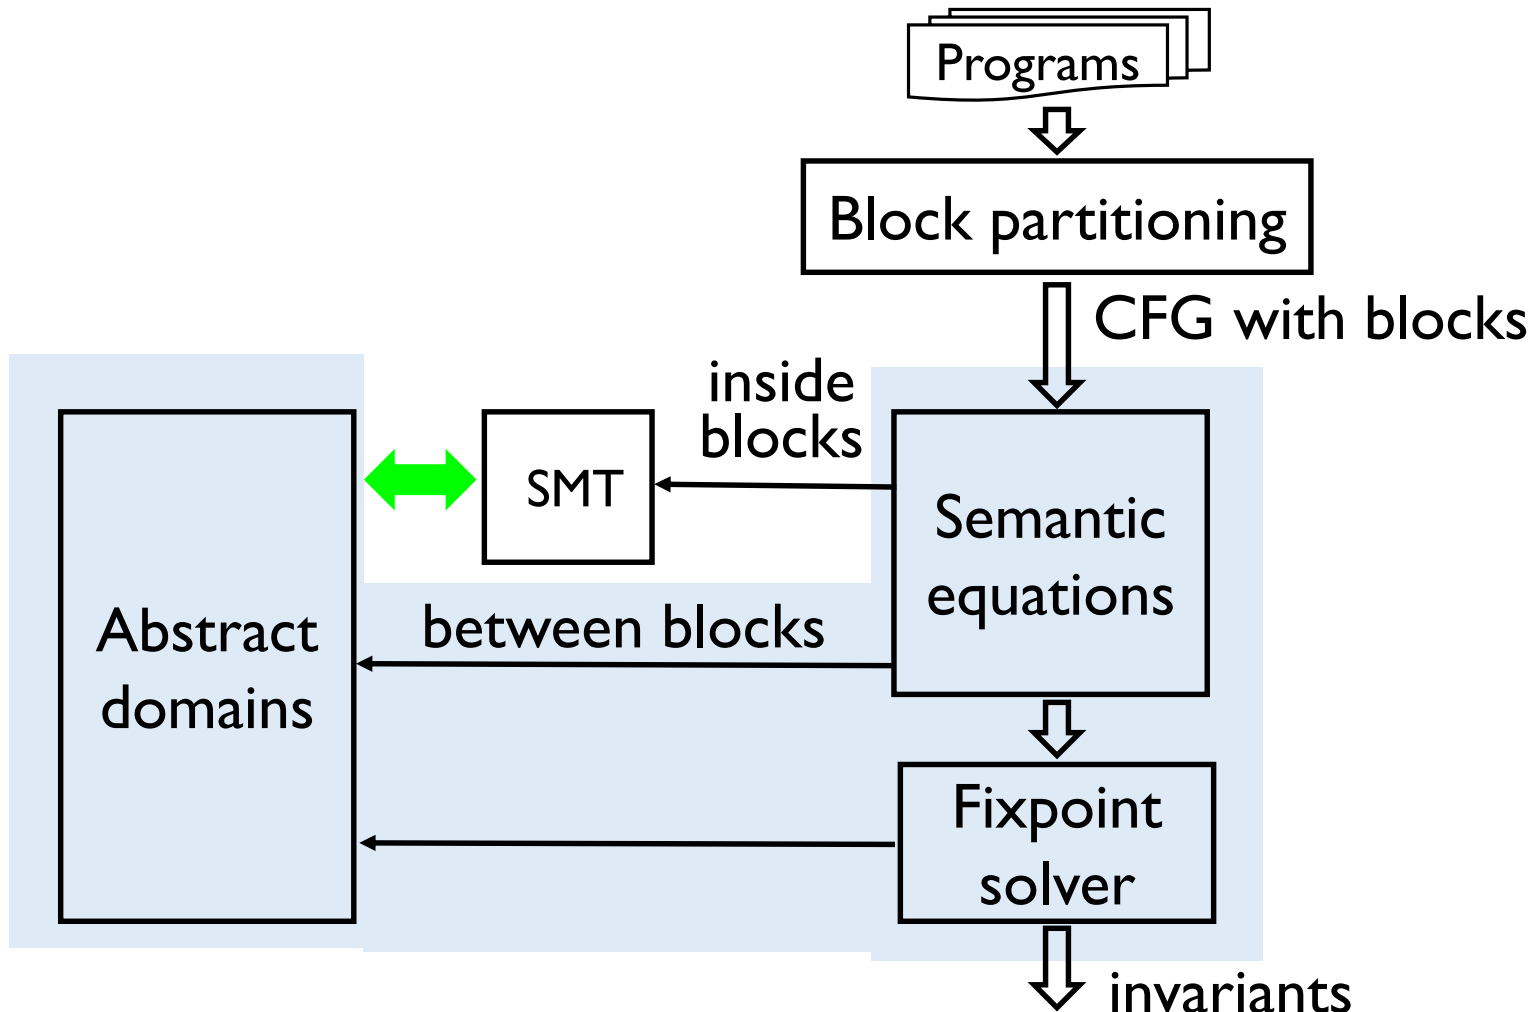 Programs
Block partitioning
CFG with blocks
inside
blocks
SMT
Semantic
equations
between blocks
Abstract
domains
Fixpoint
solver
invariants